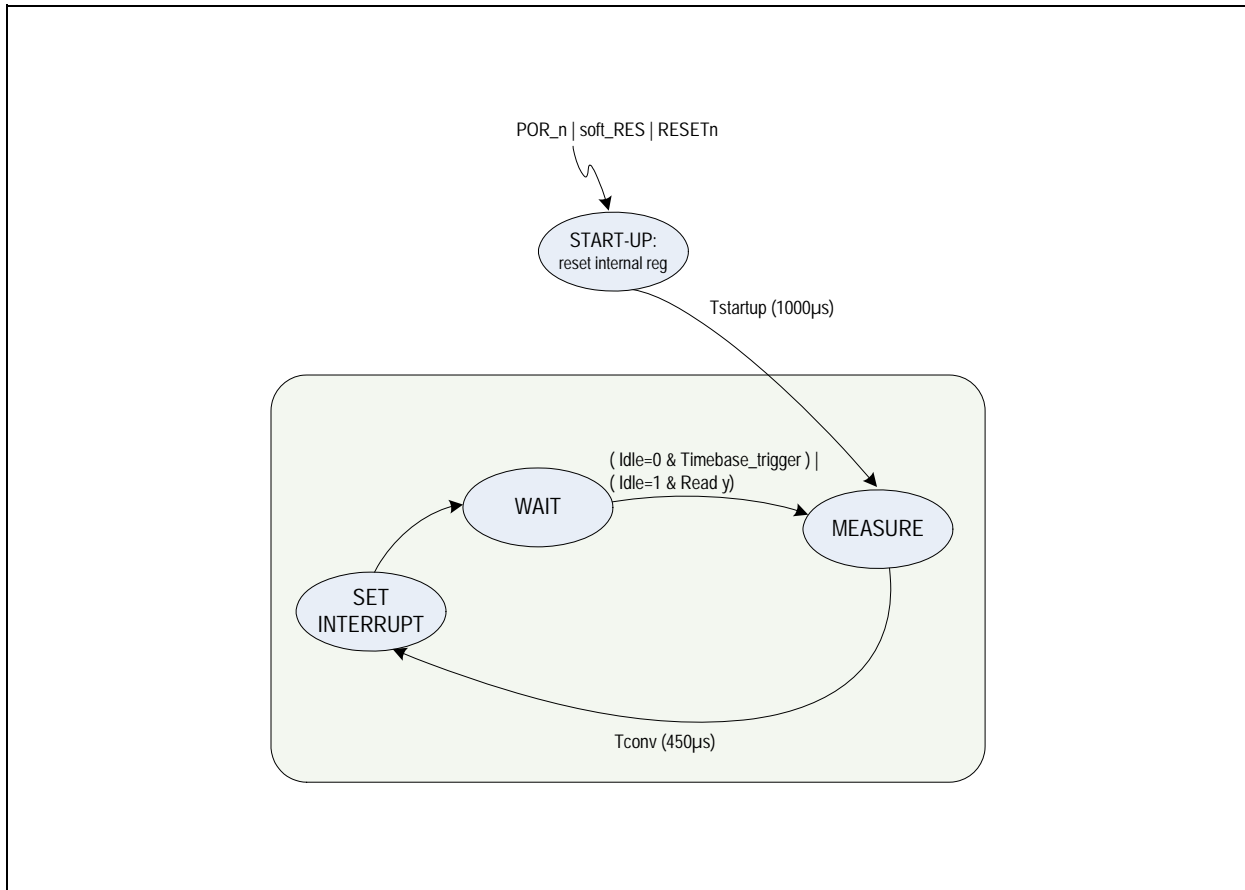 POR_n | soft_RES | RESETn
START-UP:
reset internal reg
Tstartup (1000µs)
( Idle=0 & Timebase_trigger ) |
( Idle=1 & Read y)
WAIT
MEASURE
SET
INTERRUPT
Tconv (450µs)